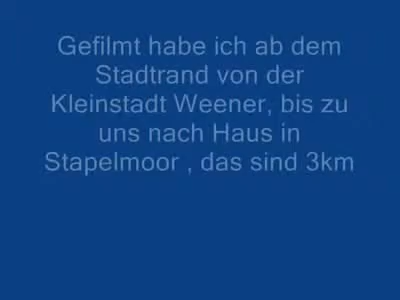 Gefilmt habe ich ab dem
Stadtrand von der
Kleinstadt Weener, bis zu
uns nach Haus in
Stapelmoor , das sind 3km